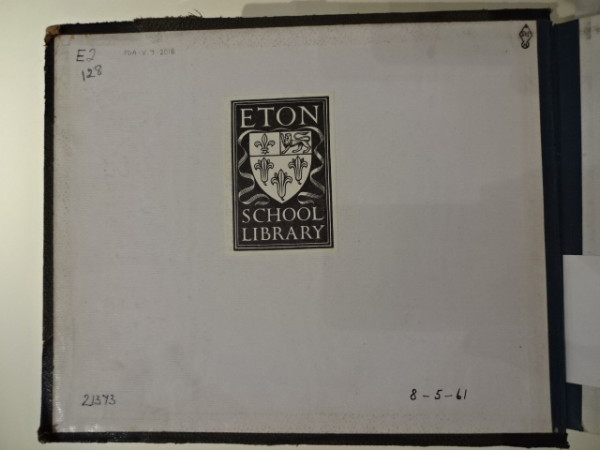 E2
128
ETON
SCHOOL
LIBRARY
21373
8-5-61